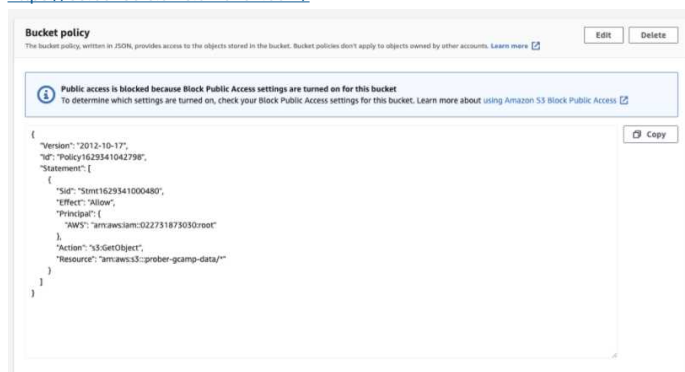 Bucket policy
Edit
Delete
The bucket policy, written in JSON, provides access to the objects stored in the bucket. Bucket policies don't apply to objects owned by other accounts. Learn more
Public access is blocked because Block Public Access settings are turned on for this bucket
To determine which settings are turned on, check your Block Public Access settings for this bucket. Learn more about using Amazon S3 Block Public Access
Copy
{
"Version": "2012-10-17",
"Id": "Policy1629341042798",
"Statement": [
{
"Sid": "Stmt1629341000480",
"Effect": "Allow",
"Principal": {
"AWS": "arn:aws:iam::022731873030:root"
},
"Action": "s3:GetObject",
"Resource": "arn:aws:s3:::prober-gcamp-data/*"
}
]
}